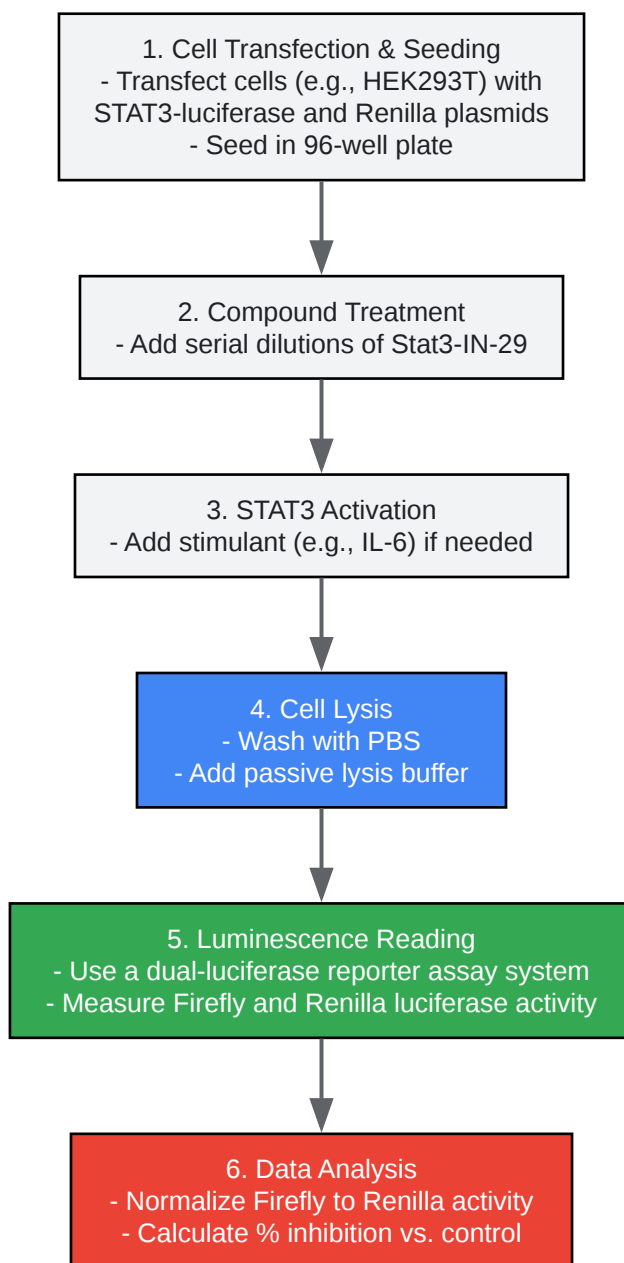 1. Cell Transfection & Seeding
- Transfect cells (e.g., HEK293T) with
STAT3-luciferase and Renilla plasmids
- Seed in 96-well plate
2. Compound Treatment
- Add serial dilutions of Stat3-IN-29
3. STAT3 Activation
- Add stimulant (e.g., IL-6) if needed
4. Cell Lysis
- Wash with PBS
- Add passive lysis buffer
5. Luminescence Reading
- Use a dual-luciferase reporter assay system
- Measure Firefly and Renilla luciferase activity
6. Data Analysis
- Normalize Firefly to Renilla activity
- Calculate % inhibition vs. control